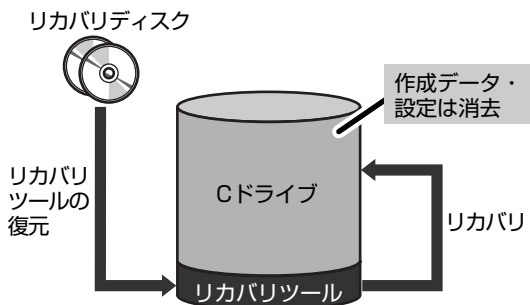 リカバリディスク
作成データ・
設定は消去
リカバリ
ツールの
復元
Cドライブ
リカバリ
リカバリツール